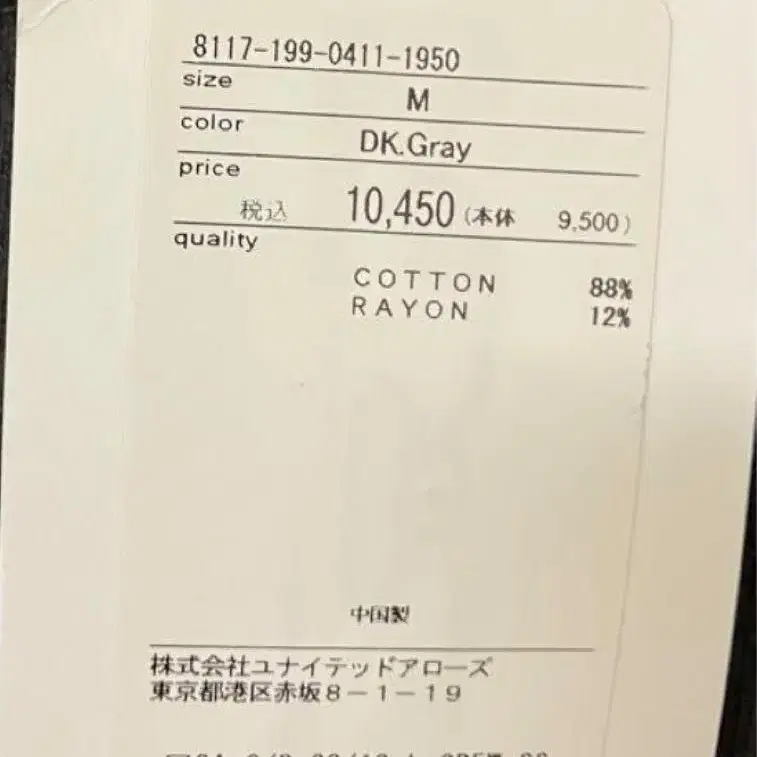 8117-199-0411-1950
size
M
color
DK.Gray
price
税込 10,450(本体 9,500)
quality
COTTON 88%
RAYON 12%
中国製
株式会社ユナイテッドアローズ
東京都港区赤坂8－1－19